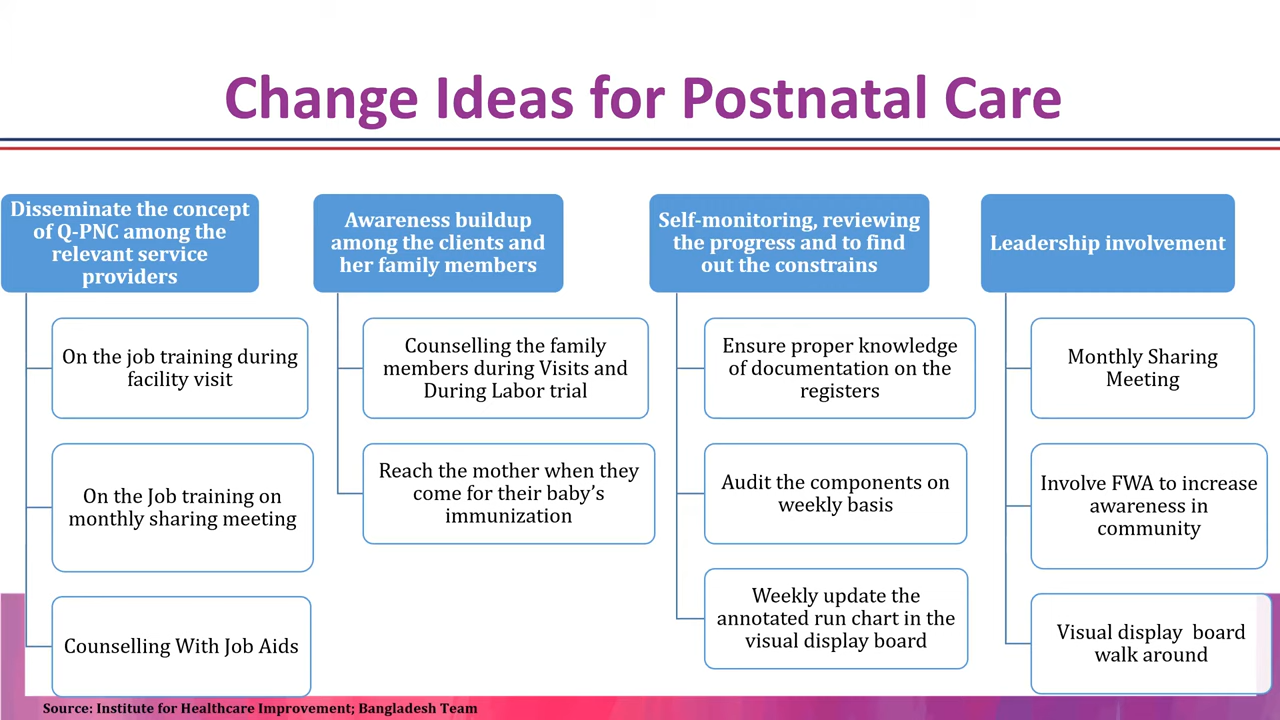 Change Ideas for Postnatal Care
Disseminate the concept
of Q-PNC among the
relevant service
providers
On the job training during
facility visit
On the Job training on
monthly sharing meeting
Counselling With Job Aids
Awareness buildup
among the clients and
her family members
Counselling the family
members during Visits and
During Labor trial
Reach the mother when they
come for their baby’s
immunization
Self-monitoring, reviewing
the progress and to find
out the constrains
Ensure proper knowledge
of documentation on the
registers
Audit the components on
weekly basis
Weekly update the
annotated run chart in the
visual display board
Leadership involvement
Monthly Sharing
Meeting
Involve FWA to increase
awareness in
community
Visual display board
walk around
Source: Institute for Healthcare Improvement; Bangladesh Team